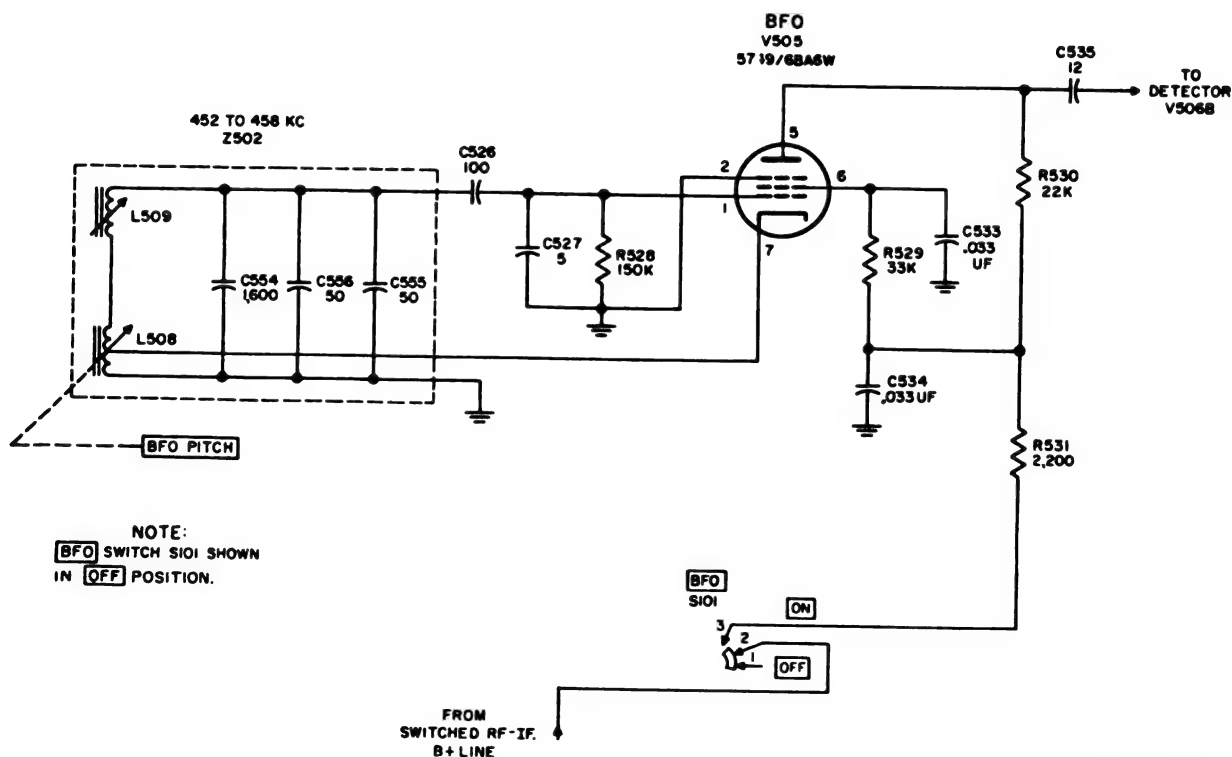 BFO
V505
5739/6BA6W
C535
12
TO
DETECTOR
V506B
452 TO 458 KC
Z502
C526
100
5
2
1
7
6
L509
L508
C554
1,600
C556
50
C555
50
C527
5
R528
150K
R529
33K
C533
.033
UF
R530
22K
C534
.033UF
R531
2,200
BFO PITCH
NOTE:
BFO SWITCH S101 SHOWN
IN OFF POSITION.
BFO
S101
ON
3
2
1
OFF
FROM
SWITCHED RF-IF.
B+ LINE